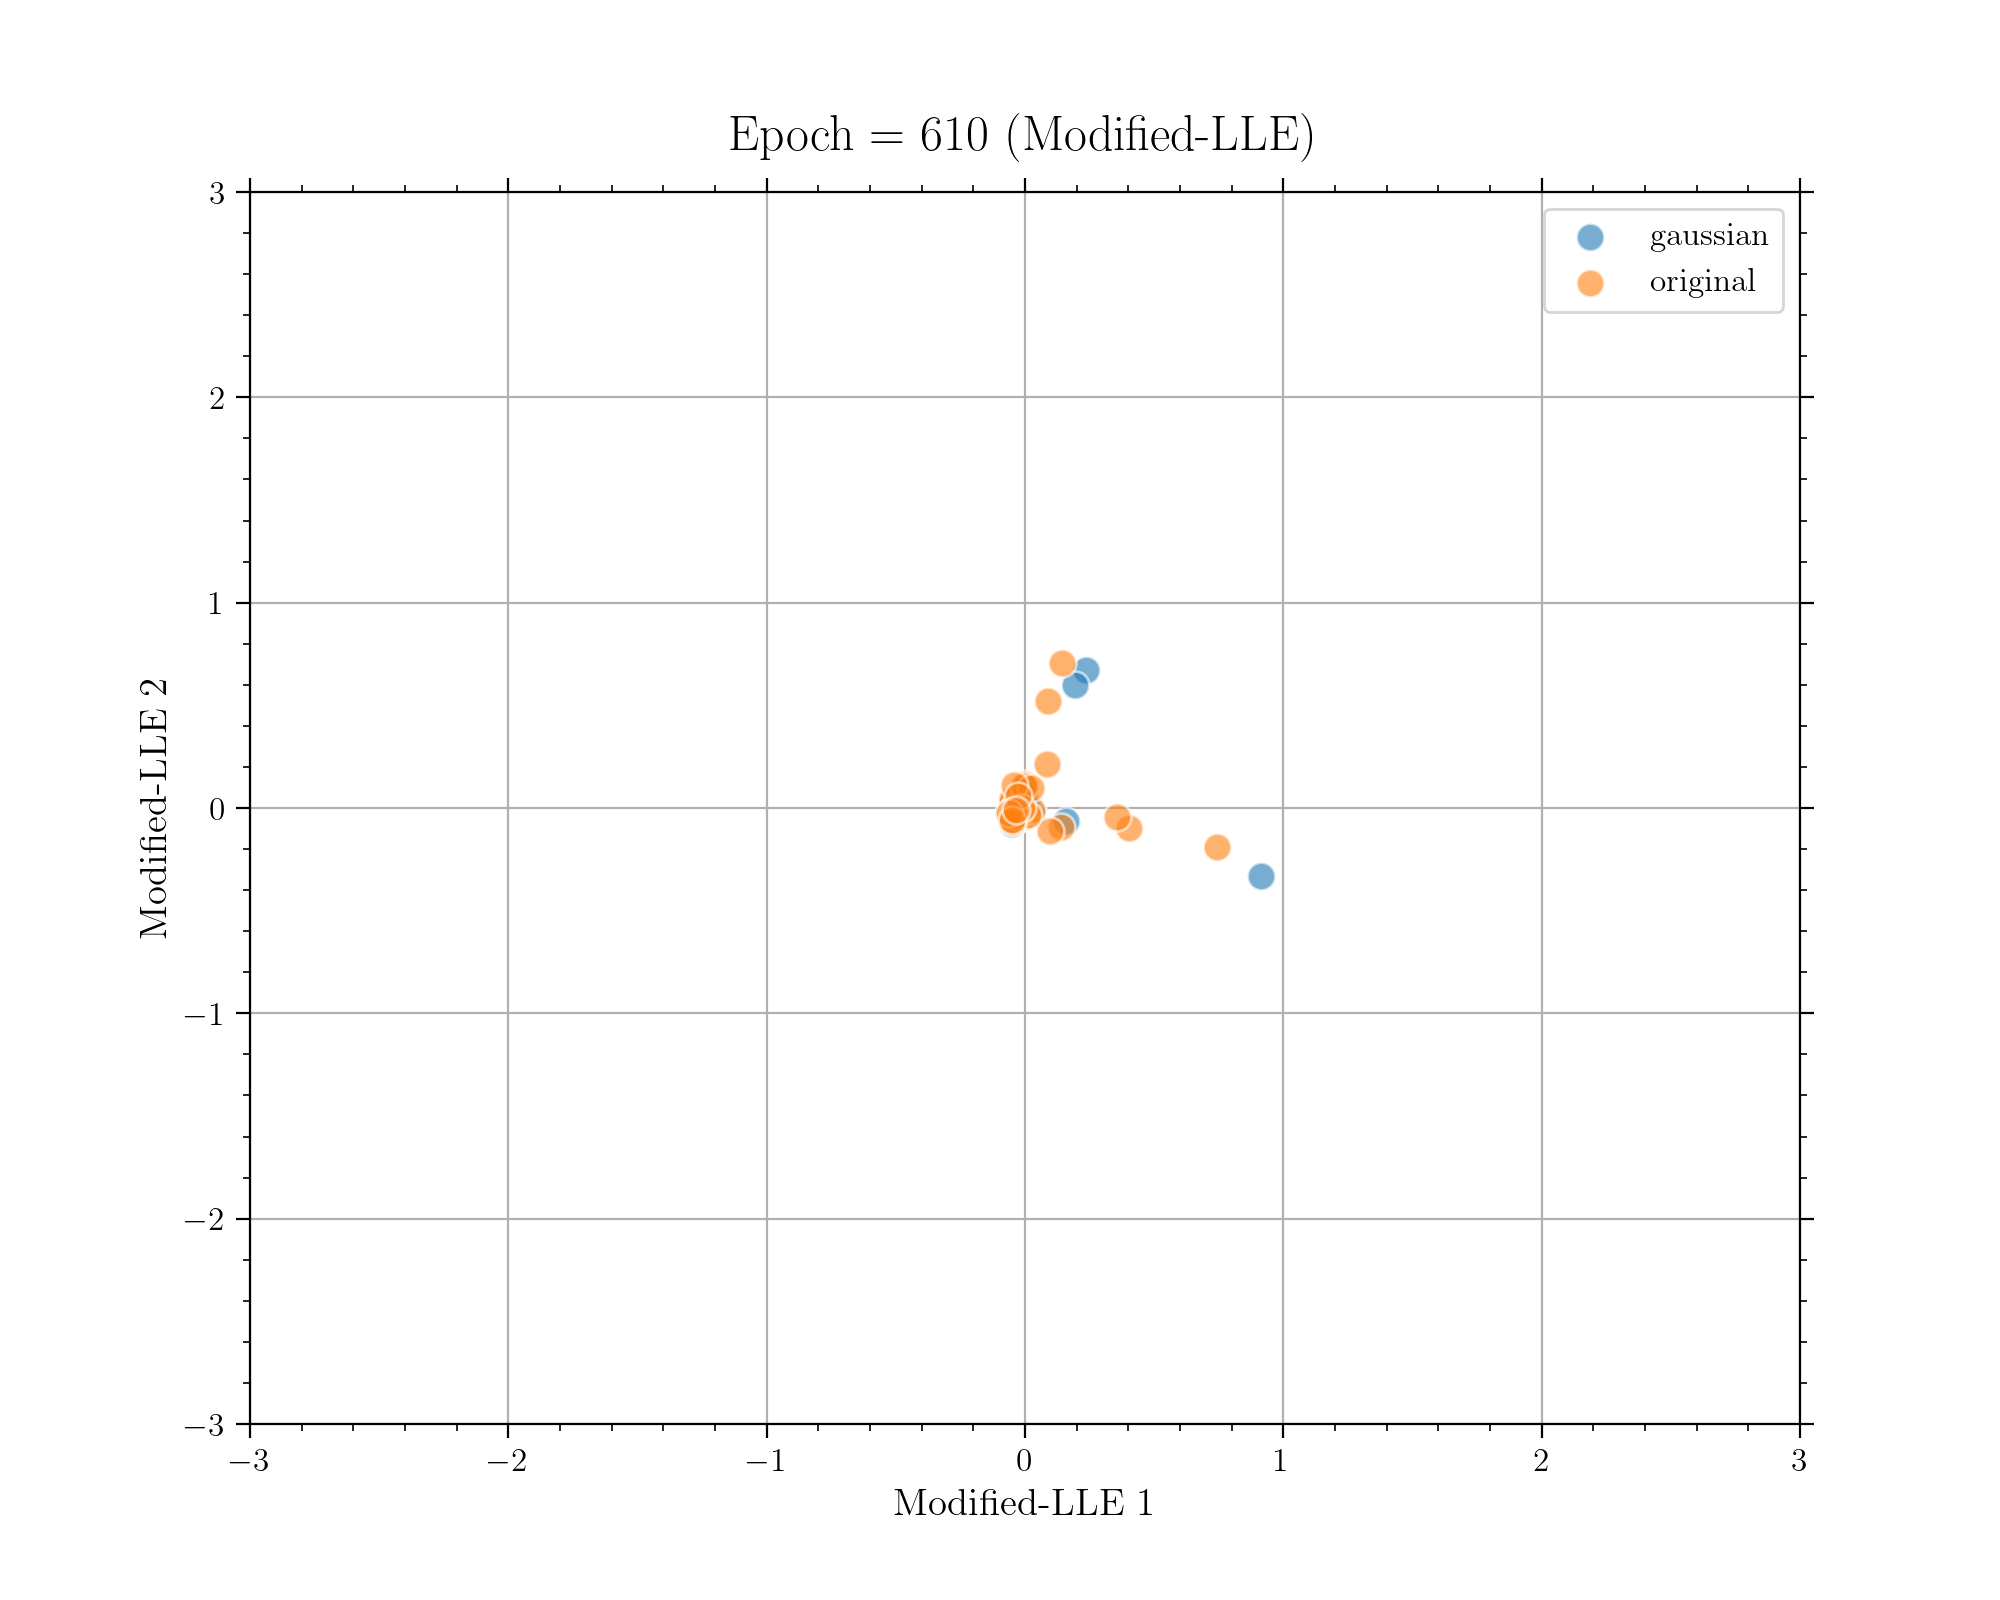 Epoch = 610 (Modified-LLE)
gaussian
original
3
2
1
0
−1
−2
−3
Modified-LLE 2
−3
−2
−1
0
1
2
3
Modified-LLE 1